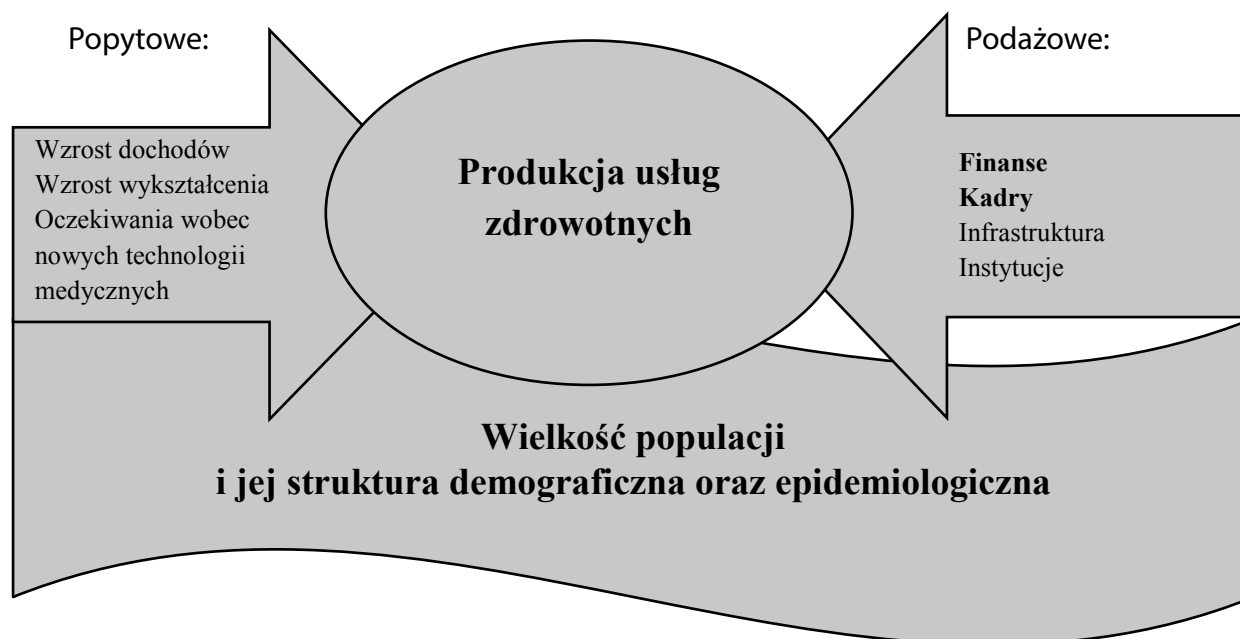 Popytowe:
Podażowe:
Wzrost dochodów
Wzrost wykształcenia
Oczekiwania wobec
nowych technologii
medycznych
Produkcja usług
zdrowotnych
Finanse
Kadry
Infrastruktura
Instytucje
Wielkość populacji
i jej struktura demograficzna oraz epidemiologiczna